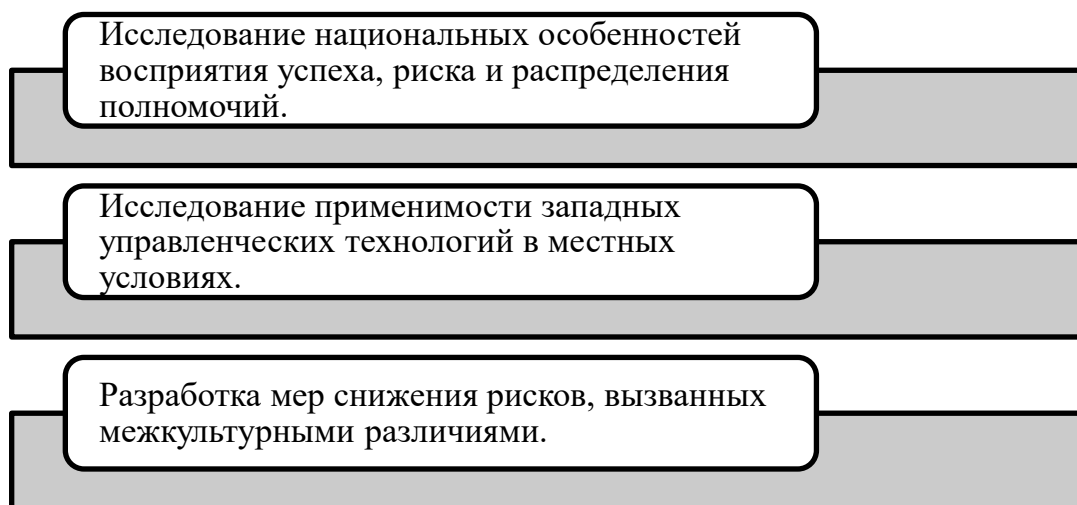 Исследование национальных особенностей
восприятия успеха, риска и распределения
полномочий.
Исследование применимости западных
управленческих технологий в местных
условиях.
Разработка мер снижения рисков, вызванных
межкультурными различиями.